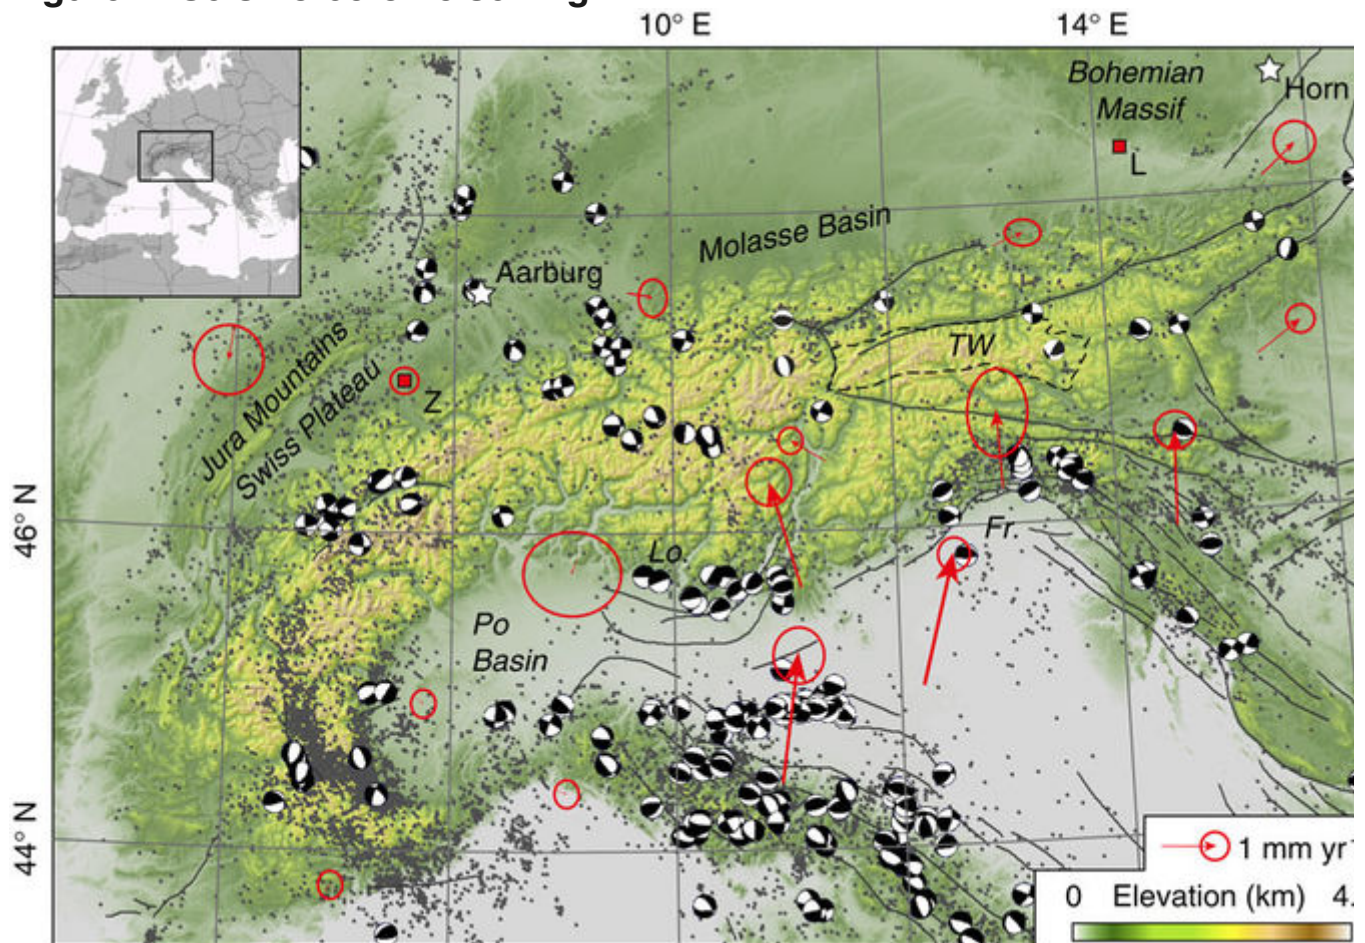 10° E
14° E
Bohemian
Massif
Horn
L
Molasse Basin
Aarburg
TW
Jura Mountains
Swiss Plateau
Z
46° N
Fr.
Lo.
Po
Basin
44° N
1 mm yr
0 Elevation (km) 4.